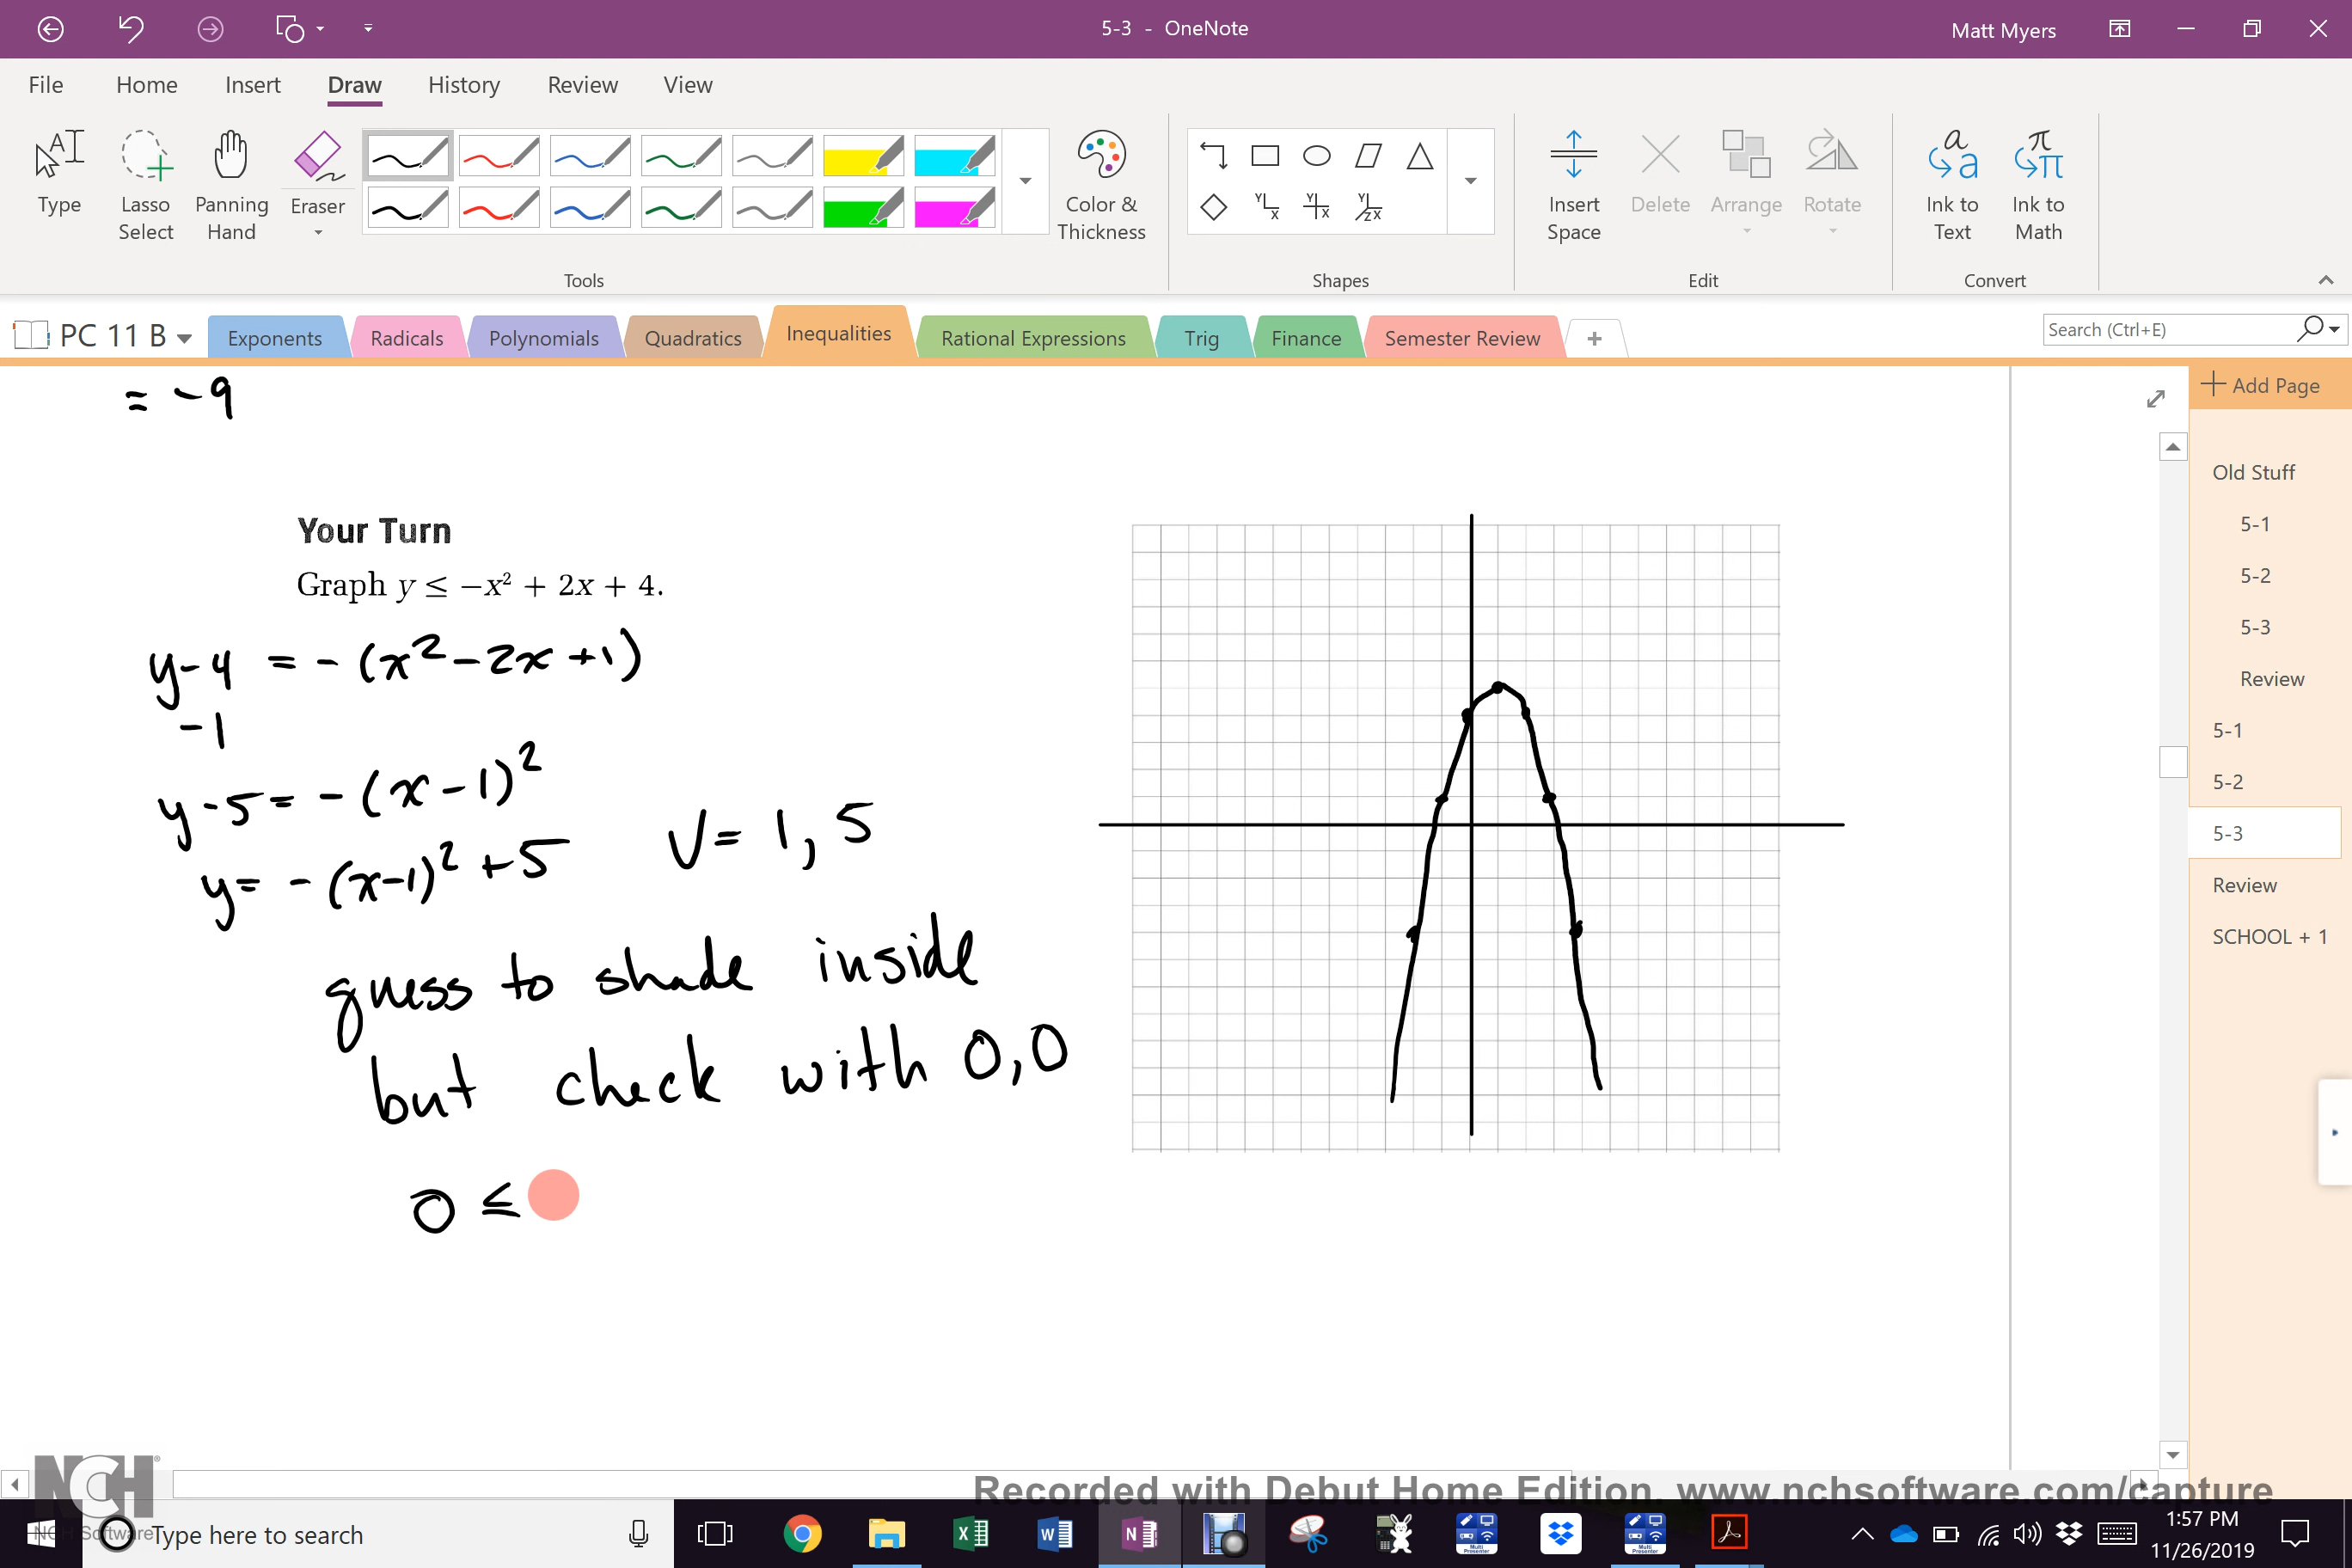 5-3 - OneNote
Matt Myers
File Home Insert Draw History Review View
Type
Lasso Select
Panning Hand
Eraser
Color & Thickness
Insert Space
Delete
Arrange
Rotate
Ink to Text
Ink to Math
Tools
Shapes
Edit
Convert
PC 11 B
Exponents Radicals Polynomials Quadratics Inequalities Rational Expressions Trig Finance Semester Review
Search (Ctrl+E)
Add Page
= -9
Your Turn
Graph y ≤ −x² + 2x + 4.
y-4 = -(x²-2x+1)
-1
y-5= -(x-1)²
y= -(x-1)² +5
V= 1, 5
guess to shade inside
but check with 0,0
0 ≤
Old Stuff
5-1
5-2
5-3
Review
5-1
5-2
5-3
Review
SCHOOL + 1
NCH®
NCH Software
Recorded with Debut Home Edition. www.nchsoftware.com/capture
Type here to search
1:57 PM
11/26/2019